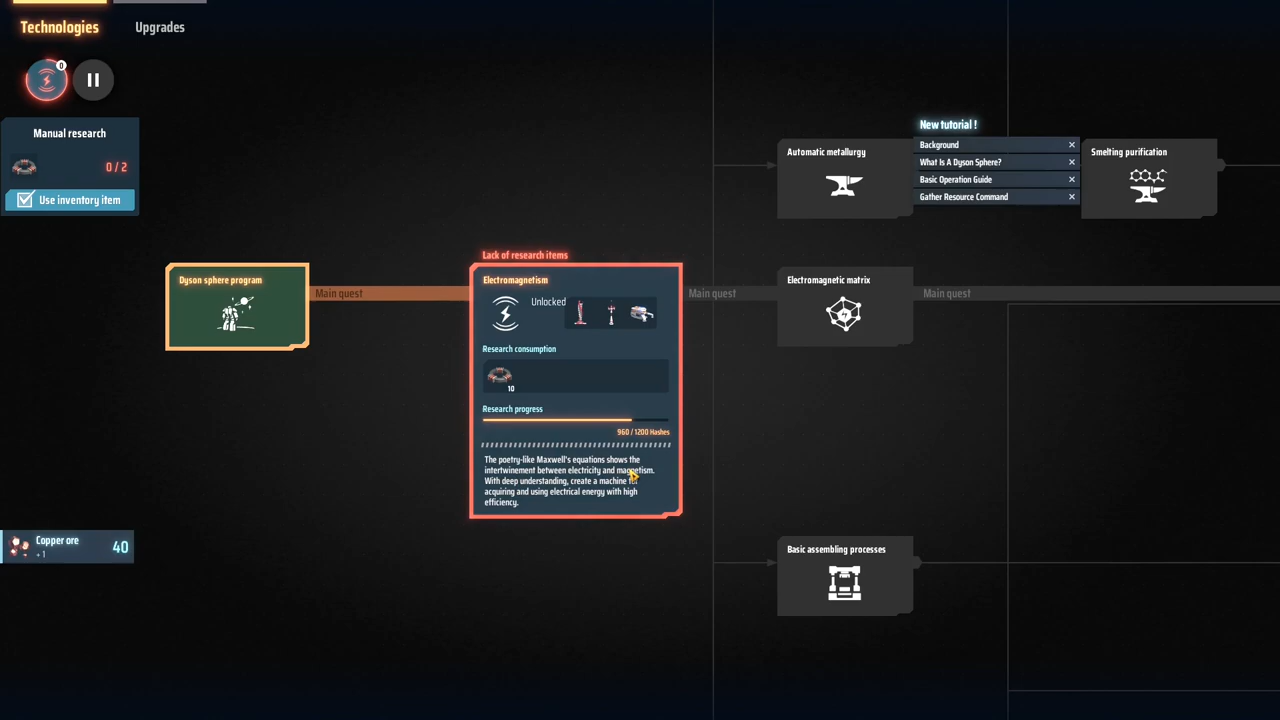 Technologies
Upgrades
0
Manual research
0 / 2
Use inventory item
New tutorial !
Background
What Is A Dyson Sphere?
Basic Operation Guide
Gather Resource Command
Automatic metallurgy
Smelting purification
Lack of research items
Dyson sphere program
Main quest
Electromagnetism
Unlocked
Research consumption
10
Research progress
960 / 1200 Hashes
The poetry-like Maxwell's equations shows the
intertwinement between electricity and magnetism.
With deep understanding, create a machine for
acquiring and using electrical energy with high
efficiency.
Main quest
Electromagnetic matrix
Main quest
Copper ore
+ 1
40
Basic assembling processes